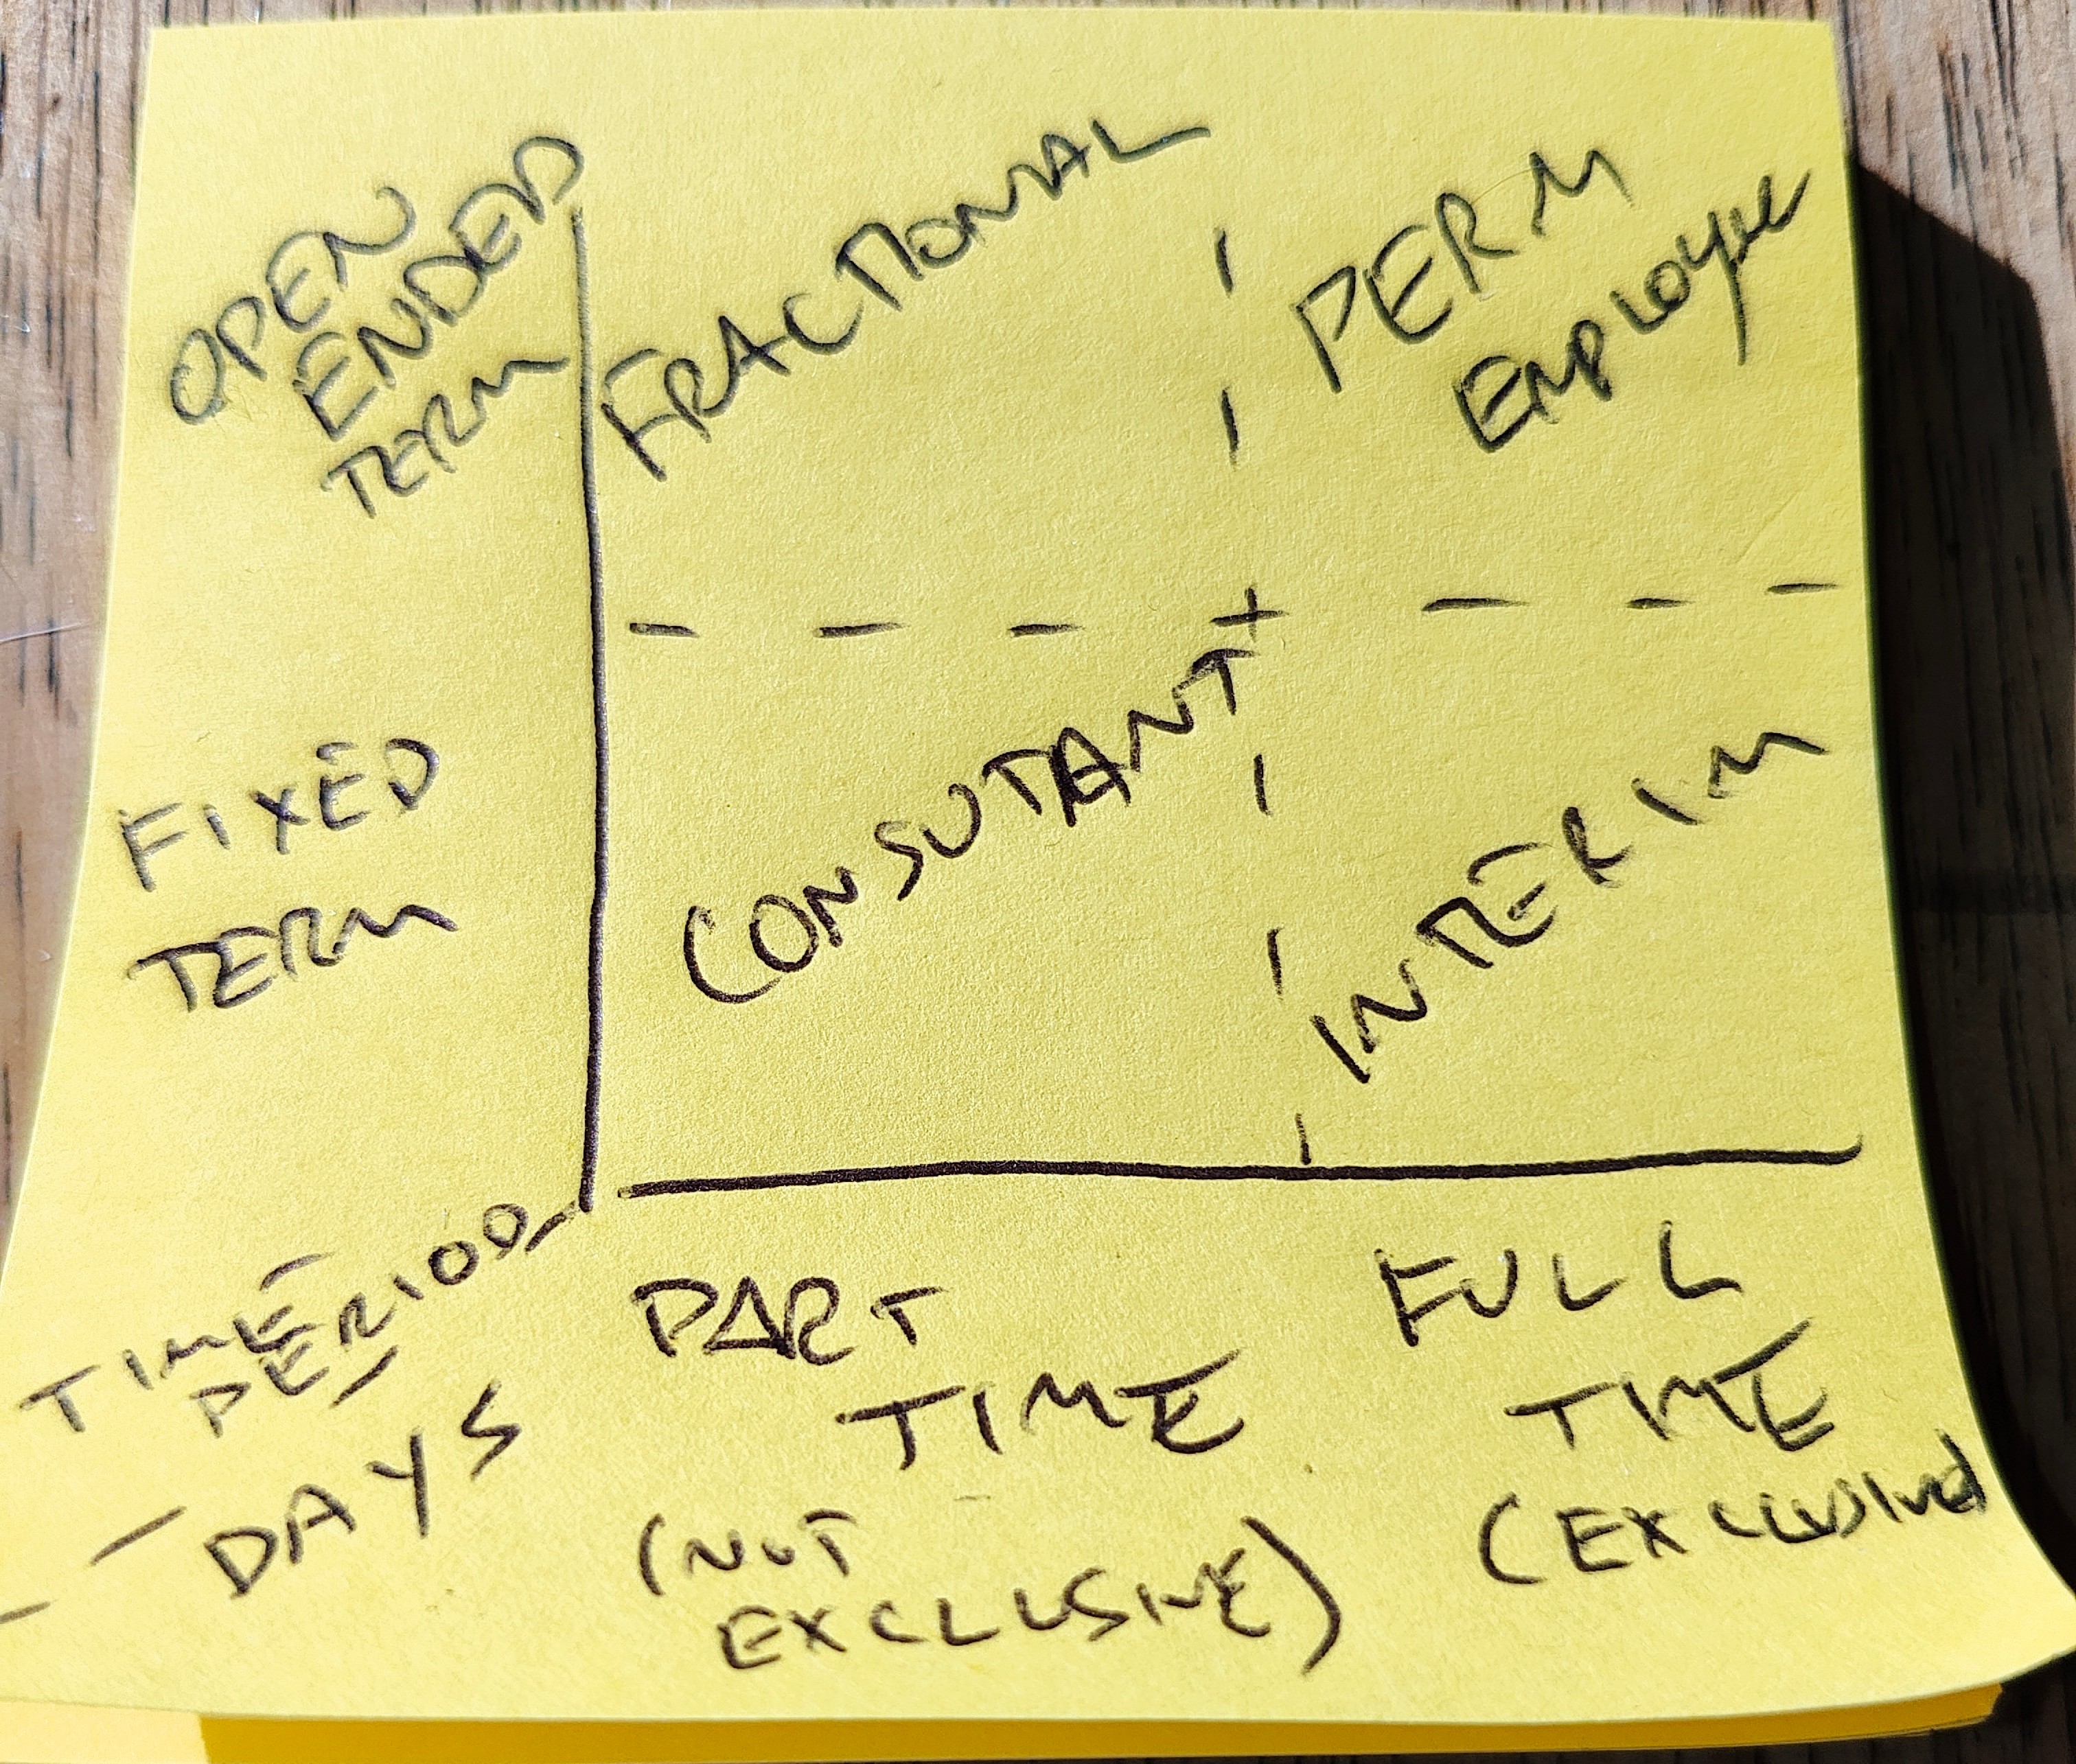 OPEN
ENDED
TERM
FRACTIONAL
PERM
EMPLOYEE
FIXED
TERM
CONSUTANT
INTERIM
TIME
PERIOD
DAYS
PART
TIME
(NOT
EXCLUSIVE)
FULL
TIME
(EXCLUSIVE)